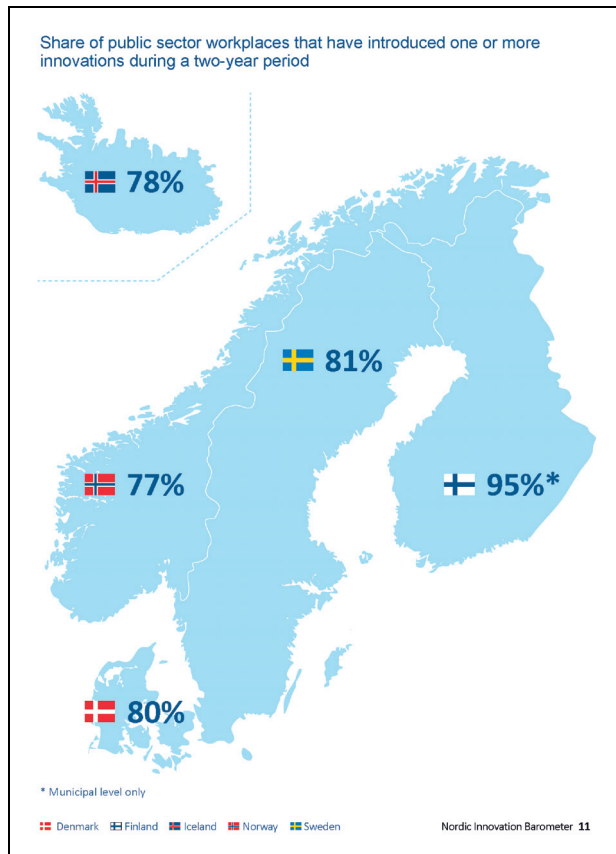 Share of public sector workplaces that have introduced one or more
innovations during a two-year period
78%
81%
77%
95%*
80%
* Municipal level only
Denmark Finland Iceland Norway Sweden
Nordic Innovation Barometer 11